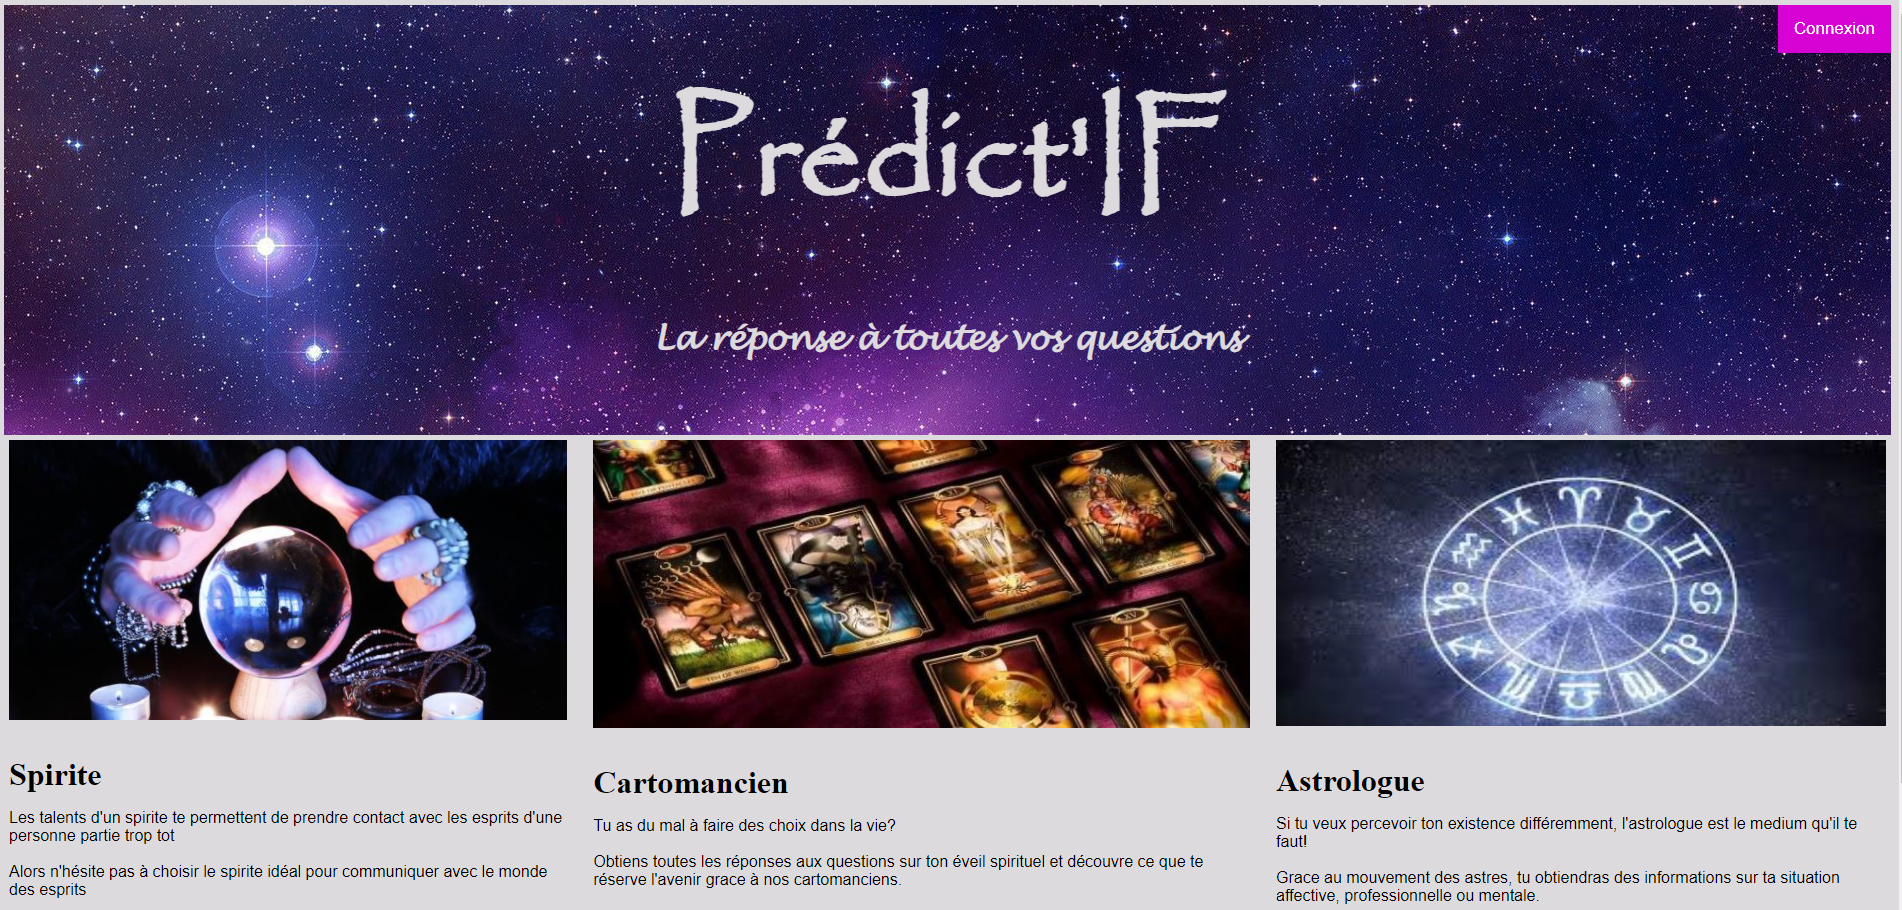 Connexion
Prédict'IF
La réponse à toutes vos questions
TEN OF WANDS
DEATH
X
Spirite
Les talents d'un spirite te permettent de prendre contact avec les esprits d'une
personne partie trop tot
Alors n'hésite pas à choisir le spirite idéal pour communiquer avec le monde
des esprits
Cartomancien
Tu as du mal à faire des choix dans la vie?
Obtiens toutes les réponses aux questions sur ton éveil spirituel et découvre ce que te
réserve l'avenir grace à nos cartomanciens.
Astrologue
Si tu veux percevoir ton existence différemment, l'astrologue est le medium qu'il te
faut!
Grace au mouvement des astres, tu obtiendras des informations sur ta situation
affective, professionnelle ou mentale.